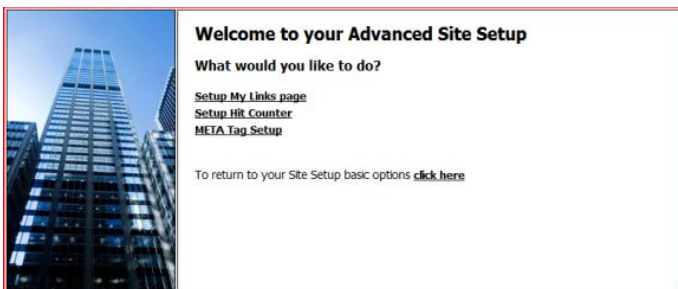 Welcome to your Advanced Site Setup
What would you like to do?
Setup My Links page
Setup Hit Counter
META Tag Setup
To return to your Site Setup basic options click here